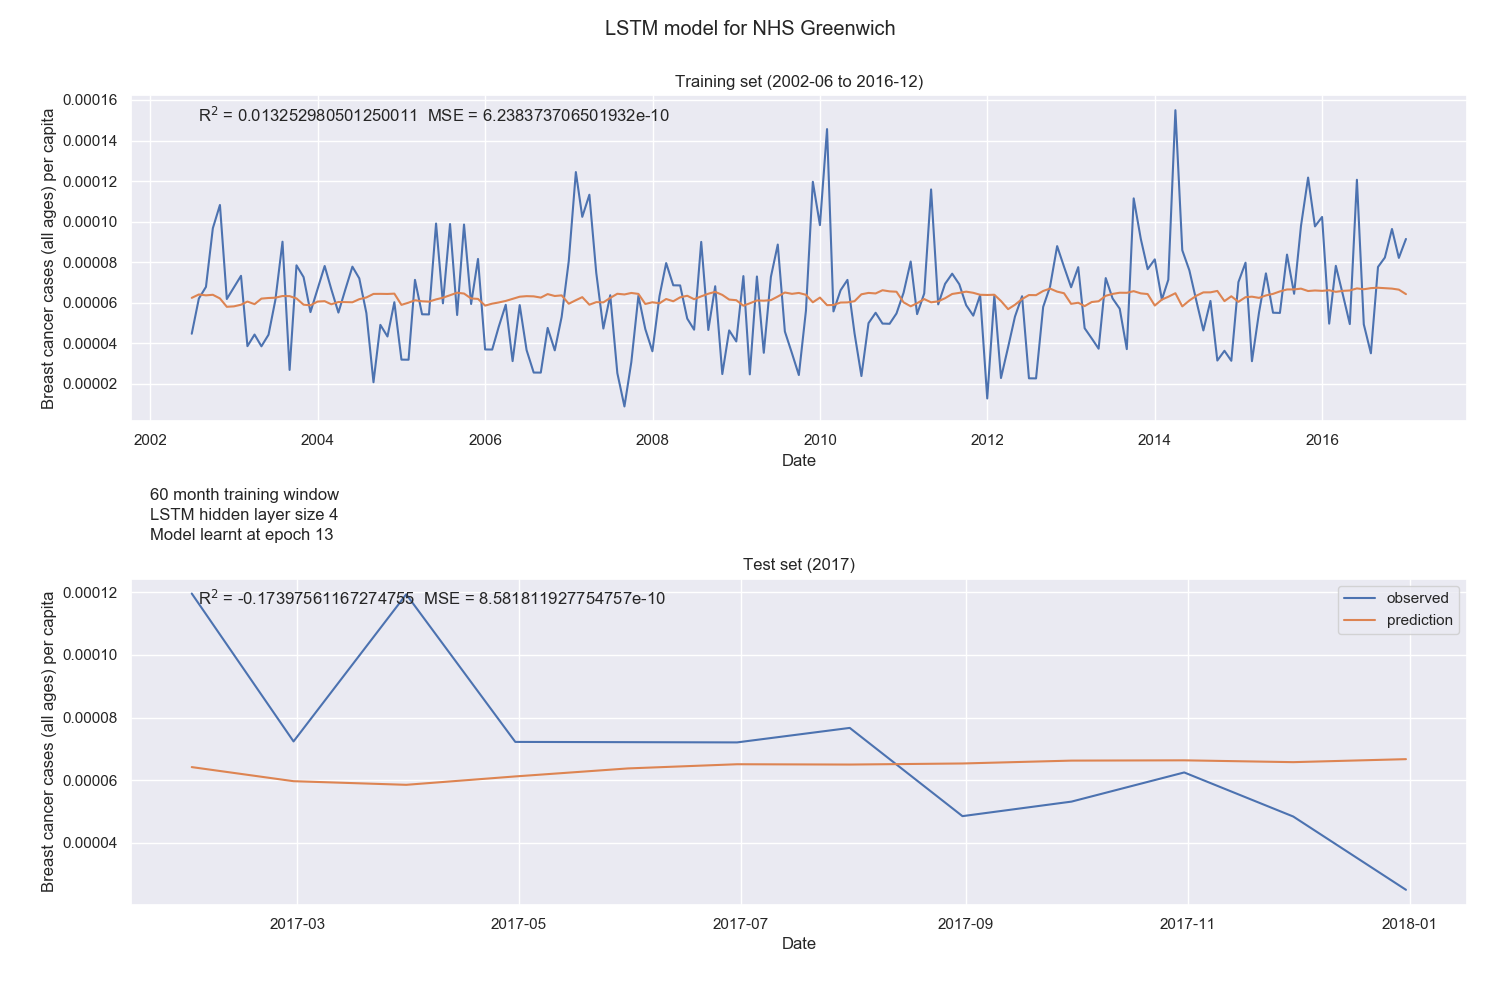 LSTM model for NHS Greenwich
Training set (2002-06 to 2016-12)
R² = 0.013252980501250011 MSE = 6.238373706501932e-10
Breast cancer cases (all ages) per capita
0.00016
0.00014
0.00012
0.00010
0.00008
0.00006
0.00004
0.00002
2002 2004 2006 2008 2010 2012 2014 2016
Date
60 month training window
LSTM hidden layer size 4
Model learnt at epoch 13
Test set (2017)
R² = -0.17397561167274755 MSE = 8.581811927754757e-10
observed
prediction
Breast cancer cases (all ages) per capita
0.00012
0.00010
0.00008
0.00006
0.00004
2017-03 2017-05 2017-07 2017-09 2017-11 2018-01
Date